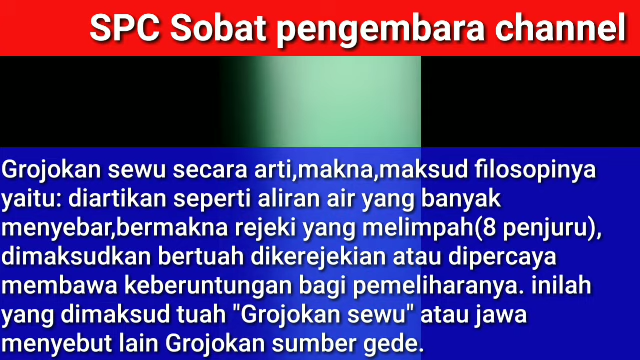 SPC Sobat pengembara channel
Grojokan sewu secara arti,makna,maksud filosopinya
yaitu: diartikan seperti aliran air yang banyak
menyebar,bermakna rejeki yang melimpah(8 penjuru),
dimaksudkan bertuah dikerejekian atau dipercaya
membawa keberuntungan bagi pemeliharanya. inilah
yang dimaksud tuah "Grojokan sewu" atau jawa
menyebut lain Grojokan sumber gede.